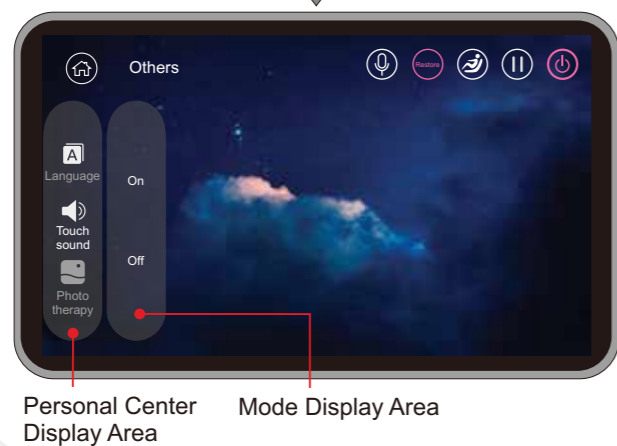 Others
Restore
A
Language
Touch
sound
Photo
therapy
On
Off
Personal Center
Display Area
Mode Display Area